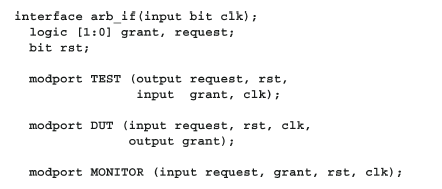 interface arb_if(input bit clk);
logic [1:0] grant, request;
bit rst;
modport TEST (output request, rst,
input grant, clk);
modport DUT (input request, rst, clk,
output grant);
modport MONITOR (input request, grant, rst, clk);